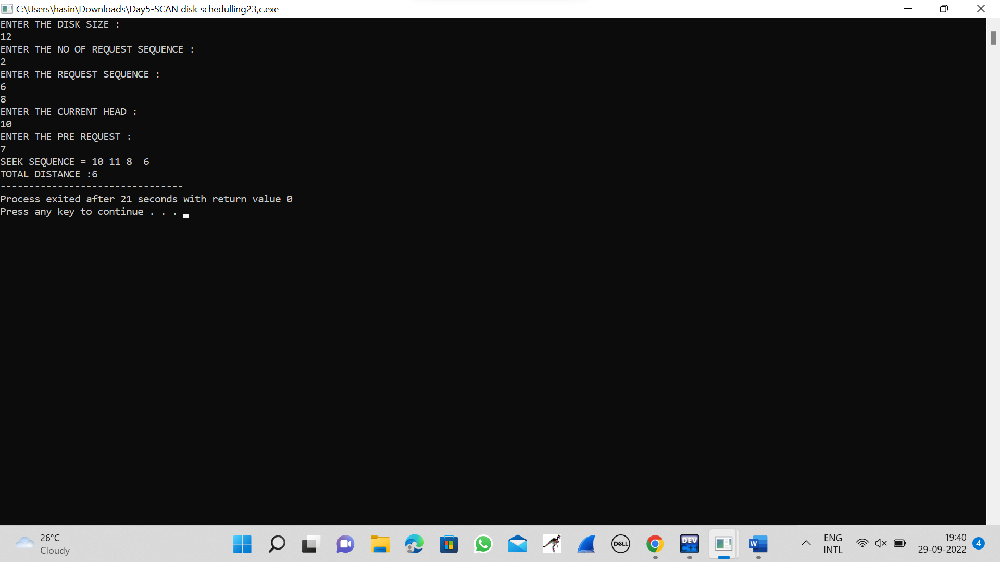 C:\Users\hasin\Downloads\Day5-SCAN disk schedulling23,c.exe
ENTER THE DISK SIZE :
12
ENTER THE NO OF REQUEST SEQUENCE :
2
ENTER THE REQUEST SEQUENCE :
6
8
ENTER THE CURRENT HEAD :
10
ENTER THE PRE REQUEST :
7
SEEK SEQUENCE = 10 11 8  6
TOTAL DISTANCE :6
--------------------------------
Process exited after 21 seconds with return value 0
Press any key to continue . . .
26°C
Cloudy
DELL
DEV
C++
W
ENG
INTL
19:40
29-09-2022
4